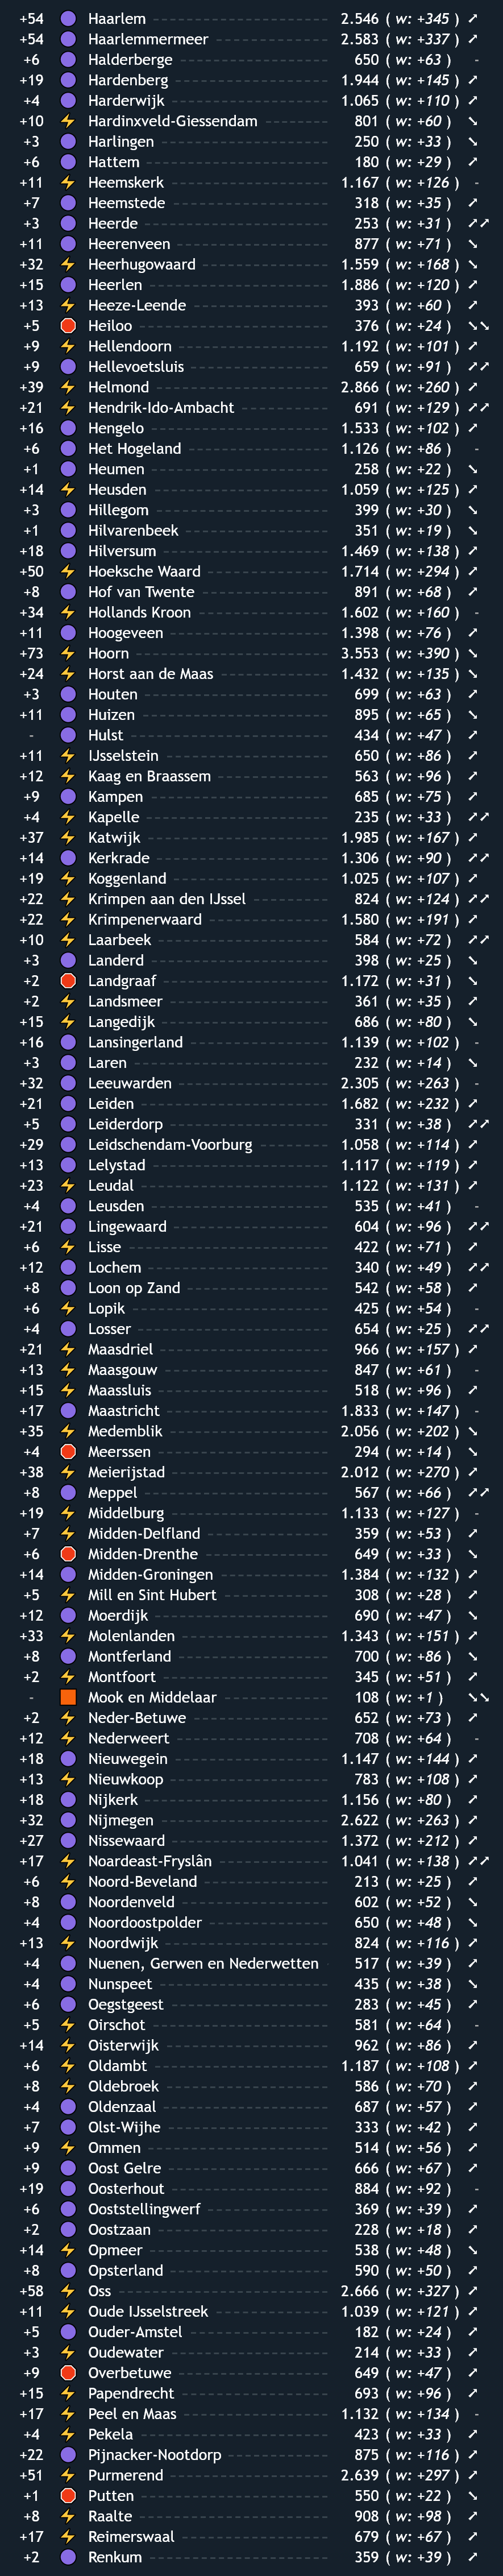 +54 Haarlem 2.546 ( w: +345 )
+54 Haarlemmermeer 2.583 ( w: +337 )
+6 Halderberge 650 ( w: +63 ) -
+19 Hardenberg 1.944 ( w: +145 )
+4 Harderwijk 1.065 ( w: +110 )
+10 Hardinxveld-Giessendam 801 ( w: +60 )
+3 Harlingen 250 ( w: +33 )
+6 Hattem 180 ( w: +29 )
+11 Heemskerk 1.167 ( w: +126 ) -
+7 Heemstede 318 ( w: +35 )
+3 Heerde 253 ( w: +31 )
+11 Heerenveen 877 ( w: +71 )
+32 Heerhugowaard 1.559 ( w: +168 )
+15 Heerlen 1.886 ( w: +120 )
+13 Heeze-Leende 393 ( w: +60 )
+5 Heiloo 376 ( w: +24 )
+9 Hellendoorn 1.192 ( w: +101 )
+9 Hellevoetsluis 659 ( w: +91 )
+39 Helmond 2.866 ( w: +260 )
+21 Hendrik-Ido-Ambacht 691 ( w: +129 )
+16 Hengelo 1.533 ( w: +102 )
+6 Het Hogeland 1.126 ( w: +86 ) -
+1 Heumen 258 ( w: +22 )
+14 Heusden 1.059 ( w: +125 )
+3 Hillegom 399 ( w: +30 )
+1 Hilvarenbeek 351 ( w: +19 )
+18 Hilversum 1.469 ( w: +138 )
+50 Hoeksche Waard 1.714 ( w: +294 )
+8 Hof van Twente 891 ( w: +68 )
+34 Hollands Kroon 1.602 ( w: +160 ) -
+11 Hoogeveen 1.398 ( w: +76 )
+73 Hoorn 3.553 ( w: +390 )
+24 Horst aan de Maas 1.432 ( w: +135 )
+3 Houten 699 ( w: +63 )
+11 Huizen 895 ( w: +65 )
- Hulst 434 ( w: +47 )
+11 IJsselstein 650 ( w: +86 )
+12 Kaag en Braassem 563 ( w: +96 )
+9 Kampen 685 ( w: +75 )
+4 Kapelle 235 ( w: +33 )
+37 Katwijk 1.985 ( w: +167 )
+14 Kerkrade 1.306 ( w: +90 )
+19 Koggenland 1.025 ( w: +107 )
+22 Krimpen aan den IJssel 824 ( w: +124 )
+22 Krimpenerwaard 1.580 ( w: +191 )
+10 Laarbeek 584 ( w: +72 )
+3 Landerd 398 ( w: +25 )
+2 Landgraaf 1.172 ( w: +31 )
+2 Landsmeer 361 ( w: +35 )
+15 Langedijk 686 ( w: +80 )
+16 Lansingerland 1.139 ( w: +102 ) -
+3 Laren 232 ( w: +14 )
+32 Leeuwarden 2.305 ( w: +263 ) -
+21 Leiden 1.682 ( w: +232 )
+5 Leiderdorp 331 ( w: +38 )
+29 Leidschendam-Voorburg 1.058 ( w: +114 )
+13 Lelystad 1.117 ( w: +119 )
+23 Leudal 1.122 ( w: +131 )
+4 Leusden 535 ( w: +41 ) -
+21 Lingewaard 604 ( w: +96 )
+6 Lisse 422 ( w: +71 )
+12 Lochem 340 ( w: +49 )
+8 Loon op Zand 542 ( w: +58 )
+6 Lopik 425 ( w: +54 ) -
+4 Losser 654 ( w: +25 )
+21 Maasdriel 966 ( w: +157 )
+13 Maasgouw 847 ( w: +61 ) -
+15 Maassluis 518 ( w: +96 )
+17 Maastricht 1.833 ( w: +147 ) -
+35 Medemblik 2.056 ( w: +202 )
+4 Meerssen 294 ( w: +14 )
+38 Meierijstad 2.012 ( w: +270 )
+8 Meppel 567 ( w: +66 )
+19 Middelburg 1.133 ( w: +127 ) -
+7 Midden-Delfland 359 ( w: +53 )
+6 Midden-Drenthe 649 ( w: +33 )
+14 Midden-Groningen 1.384 ( w: +132 )
+5 Mill en Sint Hubert 308 ( w: +28 )
+12 Moerdijk 690 ( w: +47 )
+33 Molenlanden 1.343 ( w: +151 )
+8 Montferland 700 ( w: +86 )
+2 Montfoort 345 ( w: +51 )
- Mook en Middelaar 108 ( w: +1 )
+2 Neder-Betuwe 652 ( w: +73 )
+12 Nederweert 708 ( w: +64 ) -
+18 Nieuwegein 1.147 ( w: +144 )
+13 Nieuwkoop 783 ( w: +108 )
+18 Nijkerk 1.156 ( w: +80 )
+32 Nijmegen 2.622 ( w: +263 )
+27 Nissewaard 1.372 ( w: +212 )
+17 Noardeast-Fryslân 1.041 ( w: +138 )
+6 Noord-Beveland 213 ( w: +25 )
+8 Noordenveld 602 ( w: +52 )
+4 Noordoostpolder 650 ( w: +48 )
+13 Noordwijk 824 ( w: +116 )
+4 Nuenen, Gerwen en Nederwetten 517 ( w: +39 )
+4 Nunspeet 435 ( w: +38 )
+6 Oegstgeest 283 ( w: +45 )
+5 Oirschot 581 ( w: +64 ) -
+14 Oisterwijk 962 ( w: +86 )
+6 Oldambt 1.187 ( w: +108 )
+8 Oldebroek 586 ( w: +70 )
+4 Oldenzaal 687 ( w: +57 )
+7 Olst-Wijhe 333 ( w: +42 )
+9 Ommen 514 ( w: +56 )
+9 Oost Gelre 666 ( w: +67 )
+19 Oosterhout 884 ( w: +92 ) -
+6 Ooststellingwerf 369 ( w: +39 )
+2 Oostzaan 228 ( w: +18 )
+14 Opmeer 538 ( w: +48 )
+8 Opsterland 590 ( w: +50 )
+58 Oss 2.666 ( w: +327 )
+11 Oude IJsselstreek 1.039 ( w: +121 )
+5 Ouder-Amstel 182 ( w: +24 )
+3 Oudewater 214 ( w: +33 )
+9 Overbetuwe 649 ( w: +47 )
+15 Papendrecht 693 ( w: +96 )
+17 Peel en Maas 1.132 ( w: +134 ) -
+4 Pekela 423 ( w: +33 )
+22 Pijnacker-Nootdorp 875 ( w: +116 )
+51 Purmerend 2.639 ( w: +297 )
+1 Putten 550 ( w: +22 )
+8 Raalte 908 ( w: +98 )
+17 Reimerswaal 679 ( w: +67 )
+2 Renkum 359 ( w: +39 )